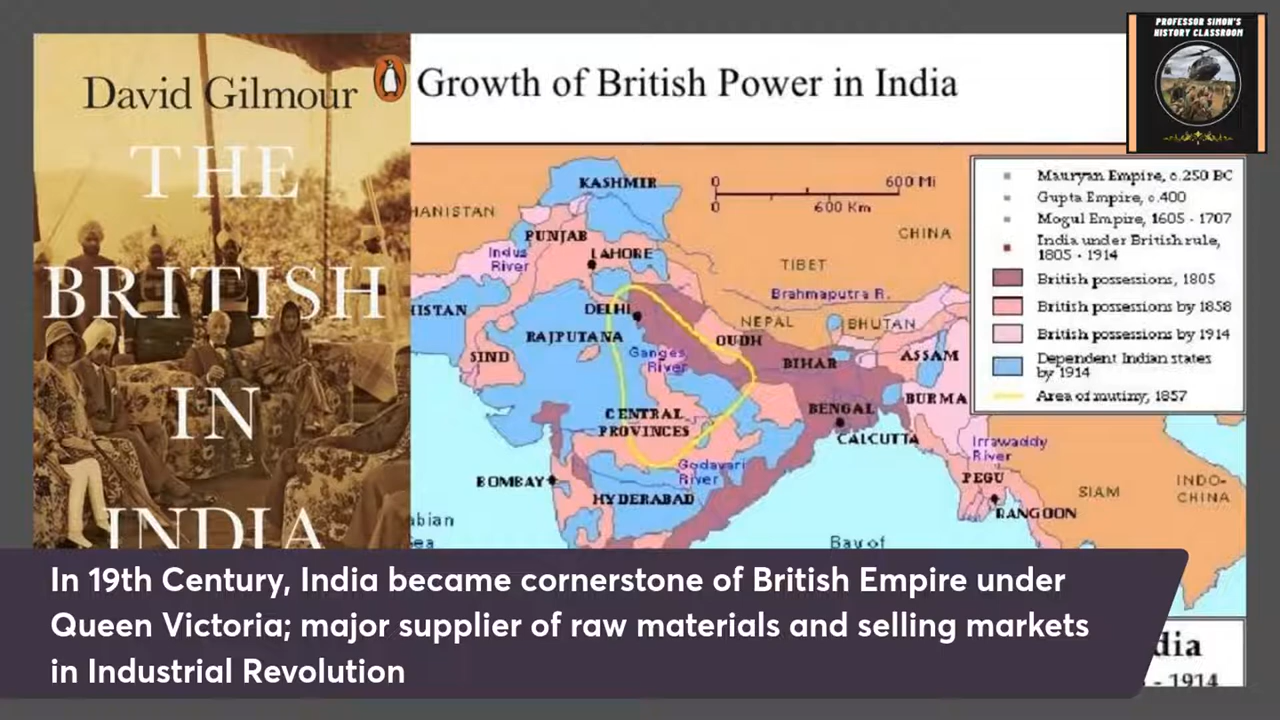 PROFESSOR SIMON'S
HISTORY CLASSROOM
David Gilmour
THE
BRITISH
IN
INDIA
Growth of British Power in India
KASHMIR
0 600 Mi
0 600 Km
HANISTAN
PUNJAB
CHINA
Indus
River
LAHORE
TIBET
Brahmaputra R.
ISTAN
DELHI
NEPAL
BHUTAN
RAJPUTANA
OUDH
SIND
Ganges
River
BIHAR
ASSAM
BENGAL
BURMA
CENTRAL
PROVINCES
CALCUTTA
Irrawaddy
River
BOMBAY
Godavari
River
PEGU
SIAM
INDO-
CHINA
HYDERABAD
RANGOON
bian
ea
Bay of
Mauryan Empire, c.250 BC
Gupta Empire, c.400
Mogul Empire, 1605 - 1707
India under British rule,
1805 - 1914
British possessions, 1805
British possessions by 1858
British possessions by 1914
Dependent Indian states
by 1914
Area of mutiny, 1857
dia
- 1914
In 19th Century, India became cornerstone of British Empire under
Queen Victoria; major supplier of raw materials and selling markets
in Industrial Revolution